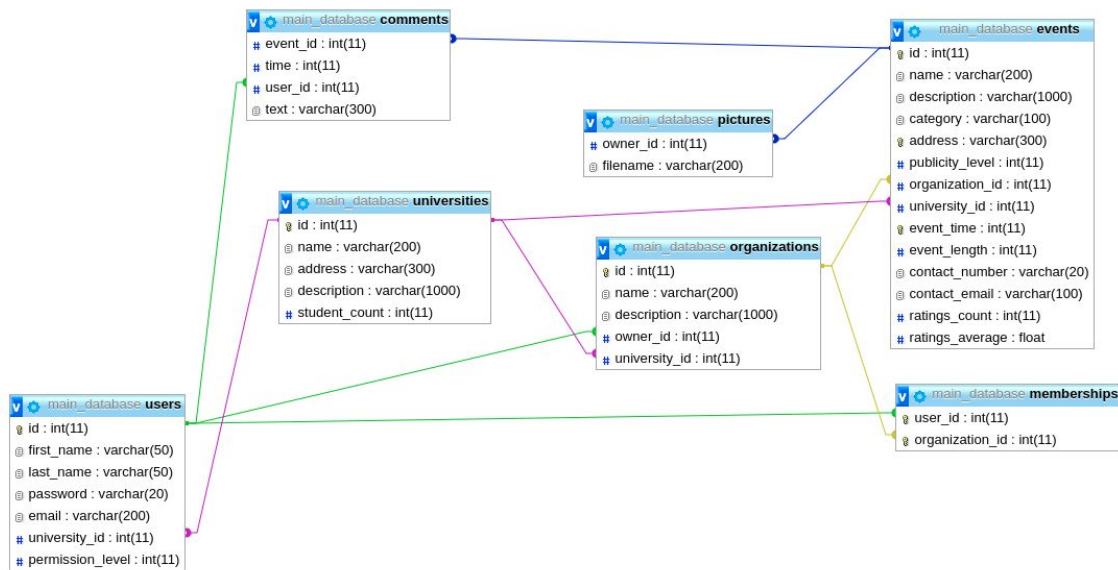 main_database comments
event_id : int(11)
time : int(11)
user_id : int(11)
text : varchar(300)
main_database events
id : int(11)
name : varchar(200)
description : varchar(1000)
category : varchar(100)
address : varchar(300)
publicity_level : int(11)
organization_id : int(11)
university_id : int(11)
event_time : int(11)
event_length : int(11)
contact_number : varchar(20)
contact_email : varchar(100)
ratings_count : int(11)
ratings_average : float
main_database pictures
owner_id : int(11)
filename : varchar(200)
main_database universities
id : int(11)
name : varchar(200)
address : varchar(300)
description : varchar(1000)
student_count : int(11)
main_database organizations
id : int(11)
name : varchar(200)
description : varchar(1000)
owner_id : int(11)
university_id : int(11)
main_database users
id : int(11)
first_name : varchar(50)
last_name : varchar(50)
password : varchar(20)
email : varchar(200)
university_id : int(11)
permission_level : int(11)
main_database memberships
user_id : int(11)
organization_id : int(11)